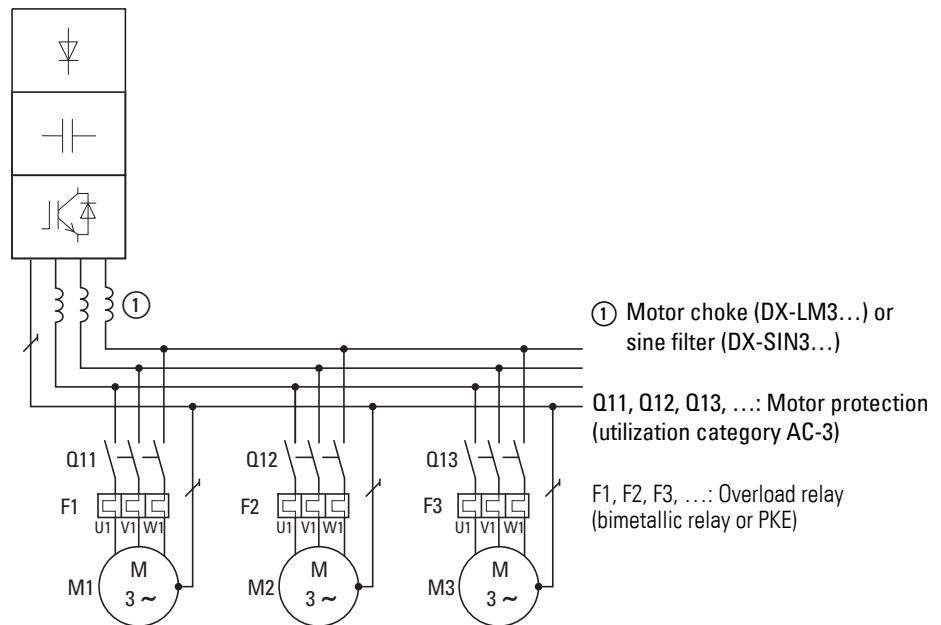 ①
① Motor choke (DX-LM3…) or
sine filter (DX-SIN3…)
Q11, Q12, Q13, …: Motor protection
(utilization category AC-3)
Q11
Q12
Q13
F1, F2, F3, …: Overload relay
(bimetallic relay or PKE)
F1
F2
F3
U1 V1 W1
U1 V1 W1
U1 V1 W1
M1
M
3 ~
M2
M
3 ~
M3
M
3 ~